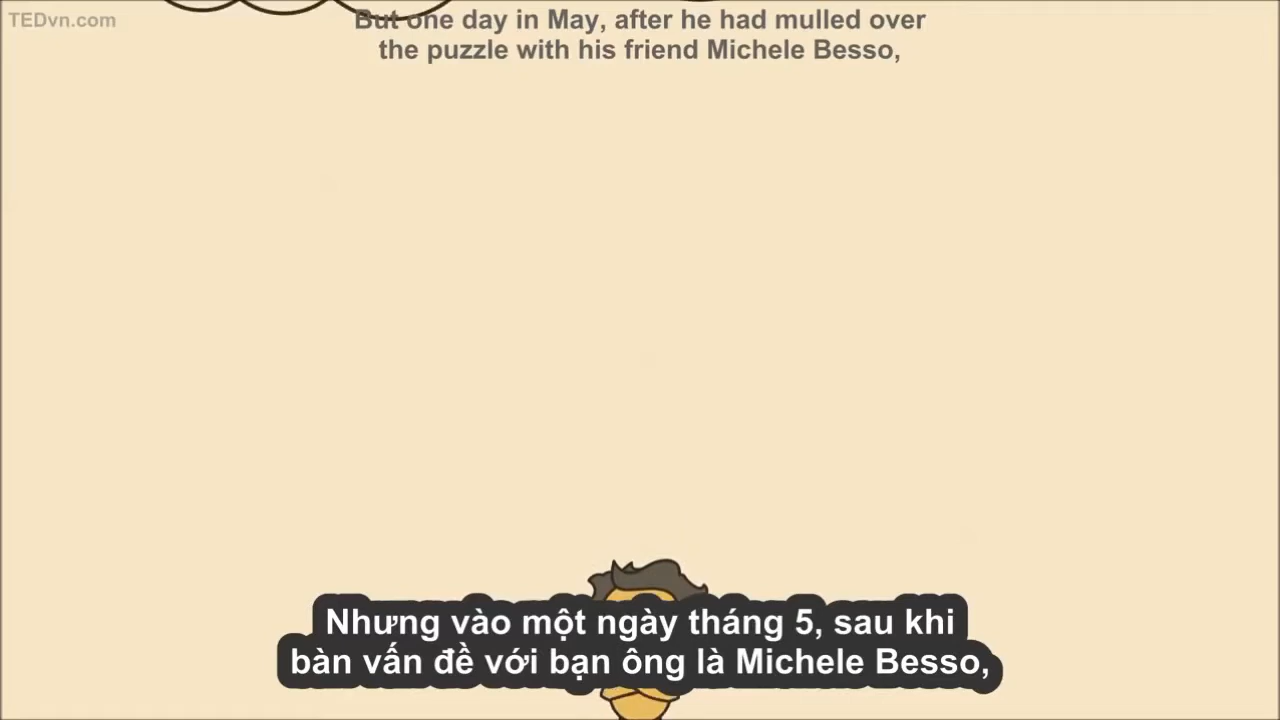 TEDvn.com
But one day in May, after he had mulled over
the puzzle with his friend Michele Besso,
Nhưng vào một ngày tháng 5, sau khi
bàn vấn đề với bạn ông là Michele Besso,